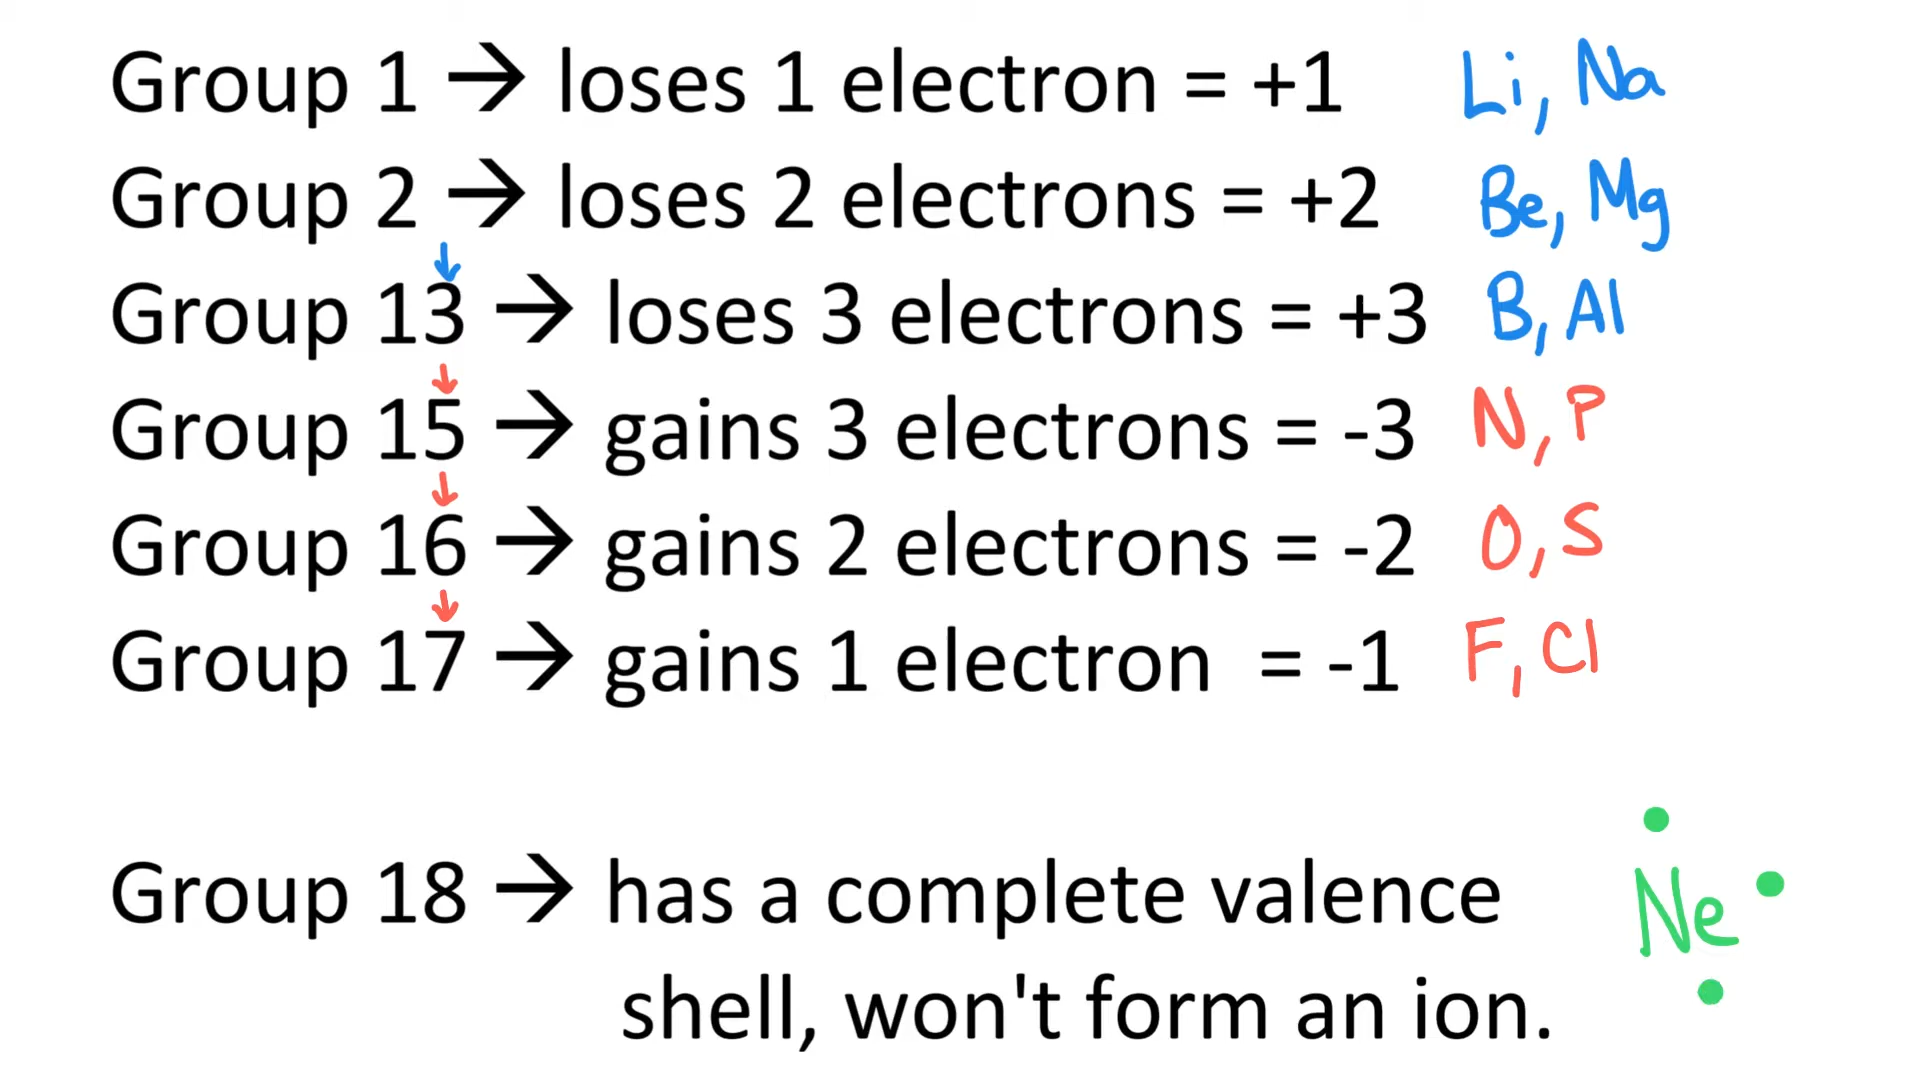 Group 1 → loses 1 electron = +1 Li, Na
Group 2 → loses 2 electrons = +2 Be, Mg
Group 13 → loses 3 electrons = +3 B, Al
Group 15 → gains 3 electrons = -3 N, P
Group 16 → gains 2 electrons = -2 O, S
Group 17 → gains 1 electron = -1 F, Cl
Group 18 → has a complete valence Ne
shell, won't form an ion.